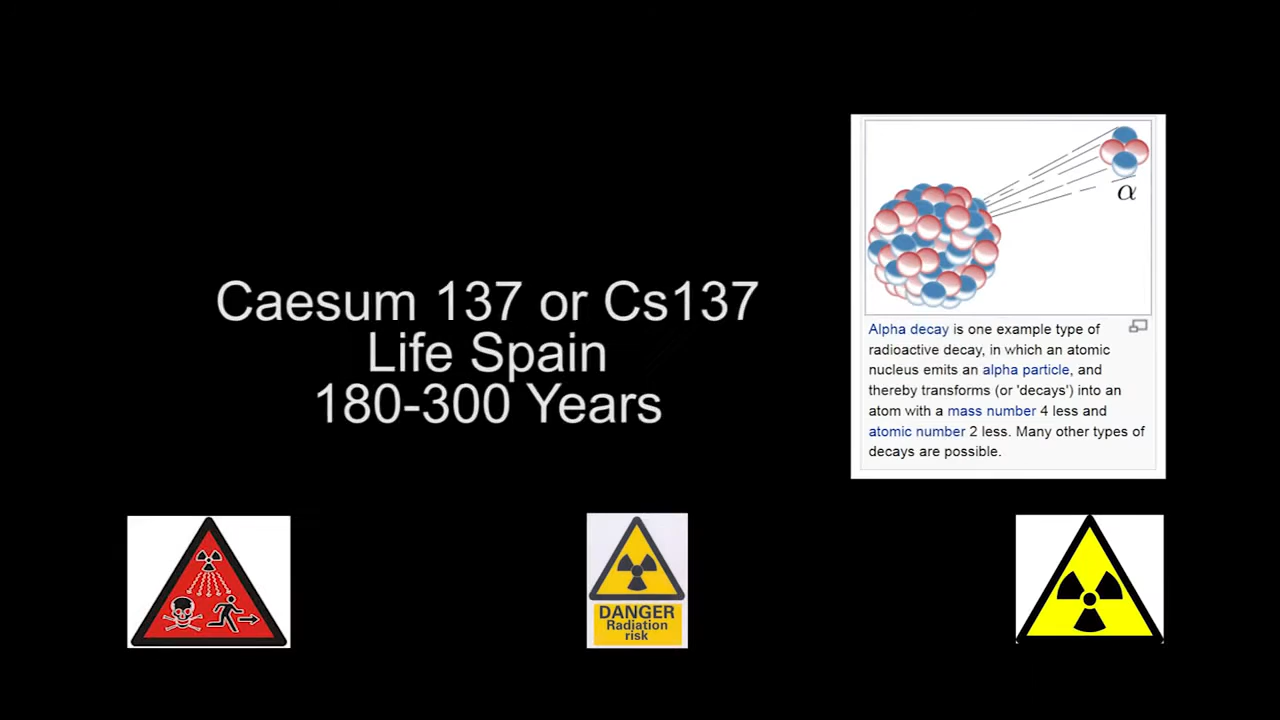 Caesum 137 or Cs137
Life Spain
180-300 Years
α
Alpha decay is one example type of
radioactive decay, in which an atomic
nucleus emits an alpha particle, and
thereby transforms (or 'decays') into an
atom with a mass number 4 less and
atomic number 2 less. Many other types of
decays are possible.
DANGER
Radiation
risk